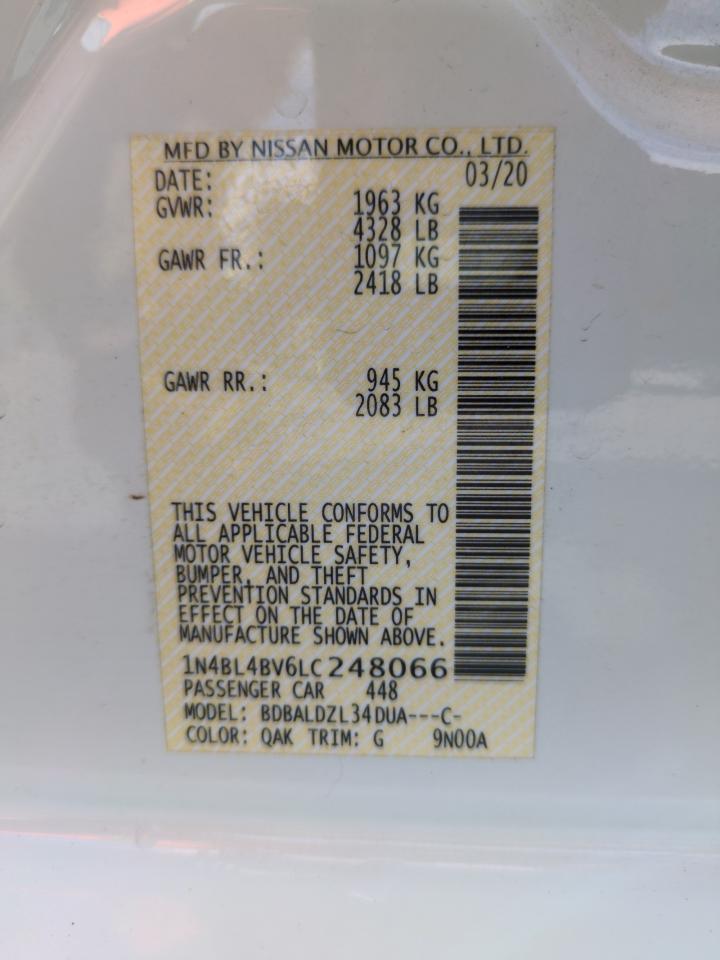 MFD BY NISSAN MOTOR CO., LTD.
DATE: 03/20
GVWR: 1963 KG
4328 LB
GAWR FR.: 1097 KG
2418 LB
GAWR RR.: 945 KG
2083 LB
THIS VEHICLE CONFORMS TO
ALL APPLICABLE FEDERAL
MOTOR VEHICLE SAFETY,
BUMPER, AND THEFT
PREVENTION STANDARDS IN
EFFECT ON THE DATE OF
MANUFACTURE SHOWN ABOVE.
1N4BL4BV6LC248066
PASSENGER CAR 448
MODEL: BDBALDZL34DUA---C-
COLOR: QAK TRIM: G 9N00A